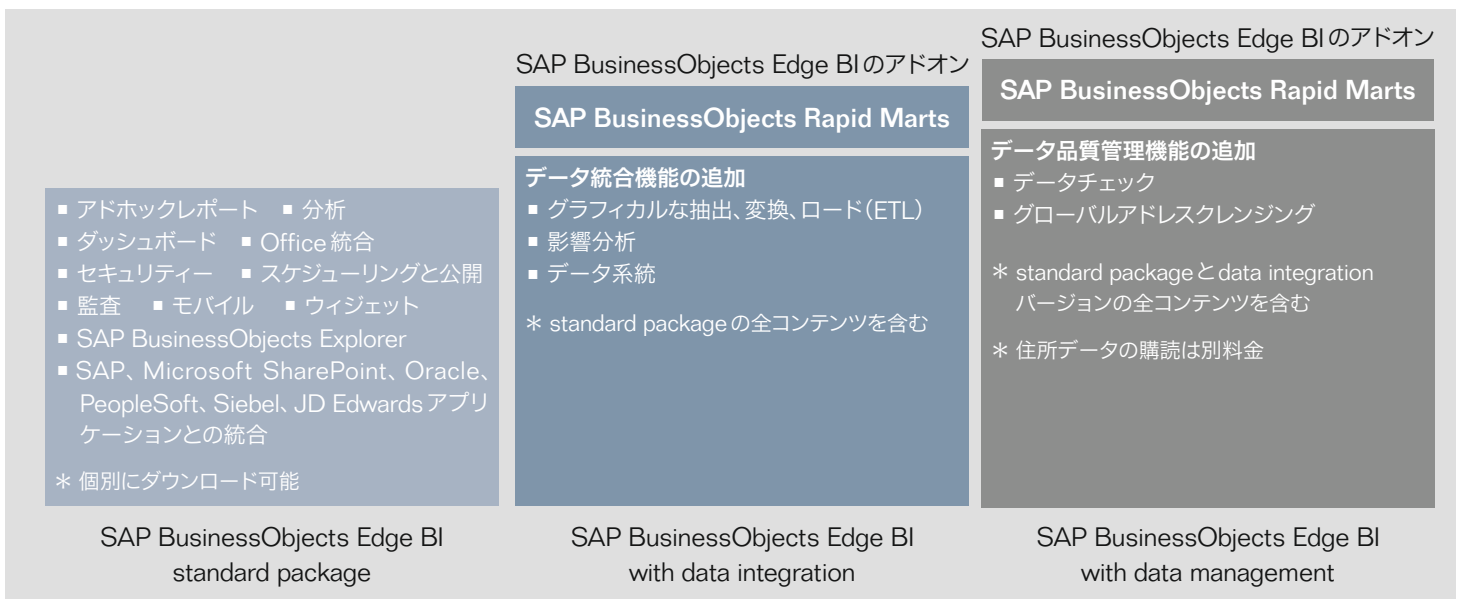 ■ アドホックレポート ■ 分析
■ ダッシュボード ■ Office統合
■ セキュリティー ■ スケジューリングと公開
■ 監査 ■ モバイル ■ ウィジェット
■ SAP BusinessObjects Explorer
■ SAP、Microsoft SharePoint、Oracle、
PeopleSoft、Siebel、JD Edwardsアプリ
ケーションとの統合
＊ 個別にダウンロード可能
SAP BusinessObjects Edge BI
standard package
SAP BusinessObjects Edge BIのアドオン
SAP BusinessObjects Rapid Marts
データ統合機能の追加
■ グラフィカルな抽出、変換、ロード（ETL）
■ 影響分析
■ データ系統
＊ standard packageの全コンテンツを含む
SAP BusinessObjects Edge BI
with data integration
SAP BusinessObjects Edge BIのアドオン
SAP BusinessObjects Rapid Marts
データ品質管理機能の追加
■ データチェック
■ グローバルアドレスクレンジング
＊ standard packageとdata integration
バージョンの全コンテンツを含む
＊ 住所データの購読は別料金
SAP BusinessObjects Edge BI
with data management